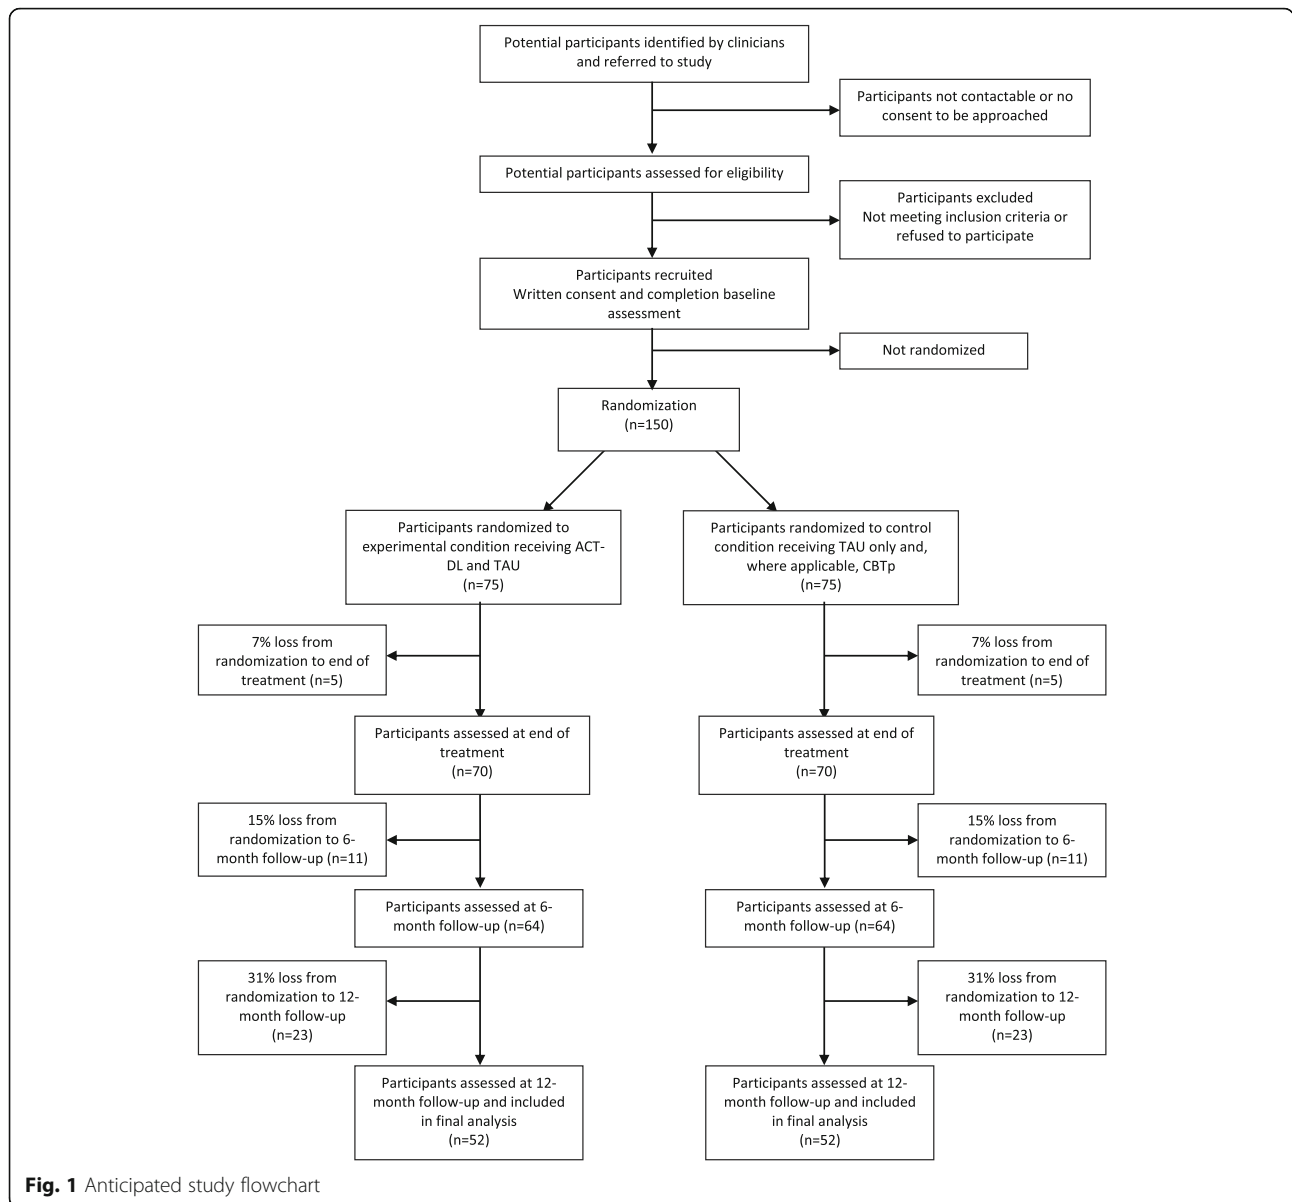 Potential participants identified by clinicians
and referred to study
Participants not contactable or no
consent to be approached
Potential participants assessed for eligibility
Participants excluded
Not meeting inclusion criteria or
refused to participate
Participants recruited
Written consent and completion baseline
assessment
Not randomized
Randomization
(n=150)
Participants randomized to
experimental condition receiving ACT-
DL and TAU
(n=75)
Participants randomized to control
condition receiving TAU only and,
where applicable, CBTp
(n=75)
7% loss from
randomization to end of
treatment (n=5)
7% loss from
randomization to end of
treatment (n=5)
Participants assessed at end of
treatment
(n=70)
Participants assessed at end of
treatment
(n=70)
15% loss from
randomization to 6-
month follow-up (n=11)
15% loss from
randomization to 6-
month follow-up (n=11)
Participants assessed at 6-
month follow-up (n=64)
Participants assessed at 6-
month follow-up (n=64)
31% loss from
randomization to 12-
month follow-up
(n=23)
31% loss from
randomization to 12-
month follow-up
(n=23)
Participants assessed at 12-
month follow-up and included
in final analysis
(n=52)
Participants assessed at 12-
month follow-up and included
in final analysis
(n=52)
Fig. 1 Anticipated study flowchart